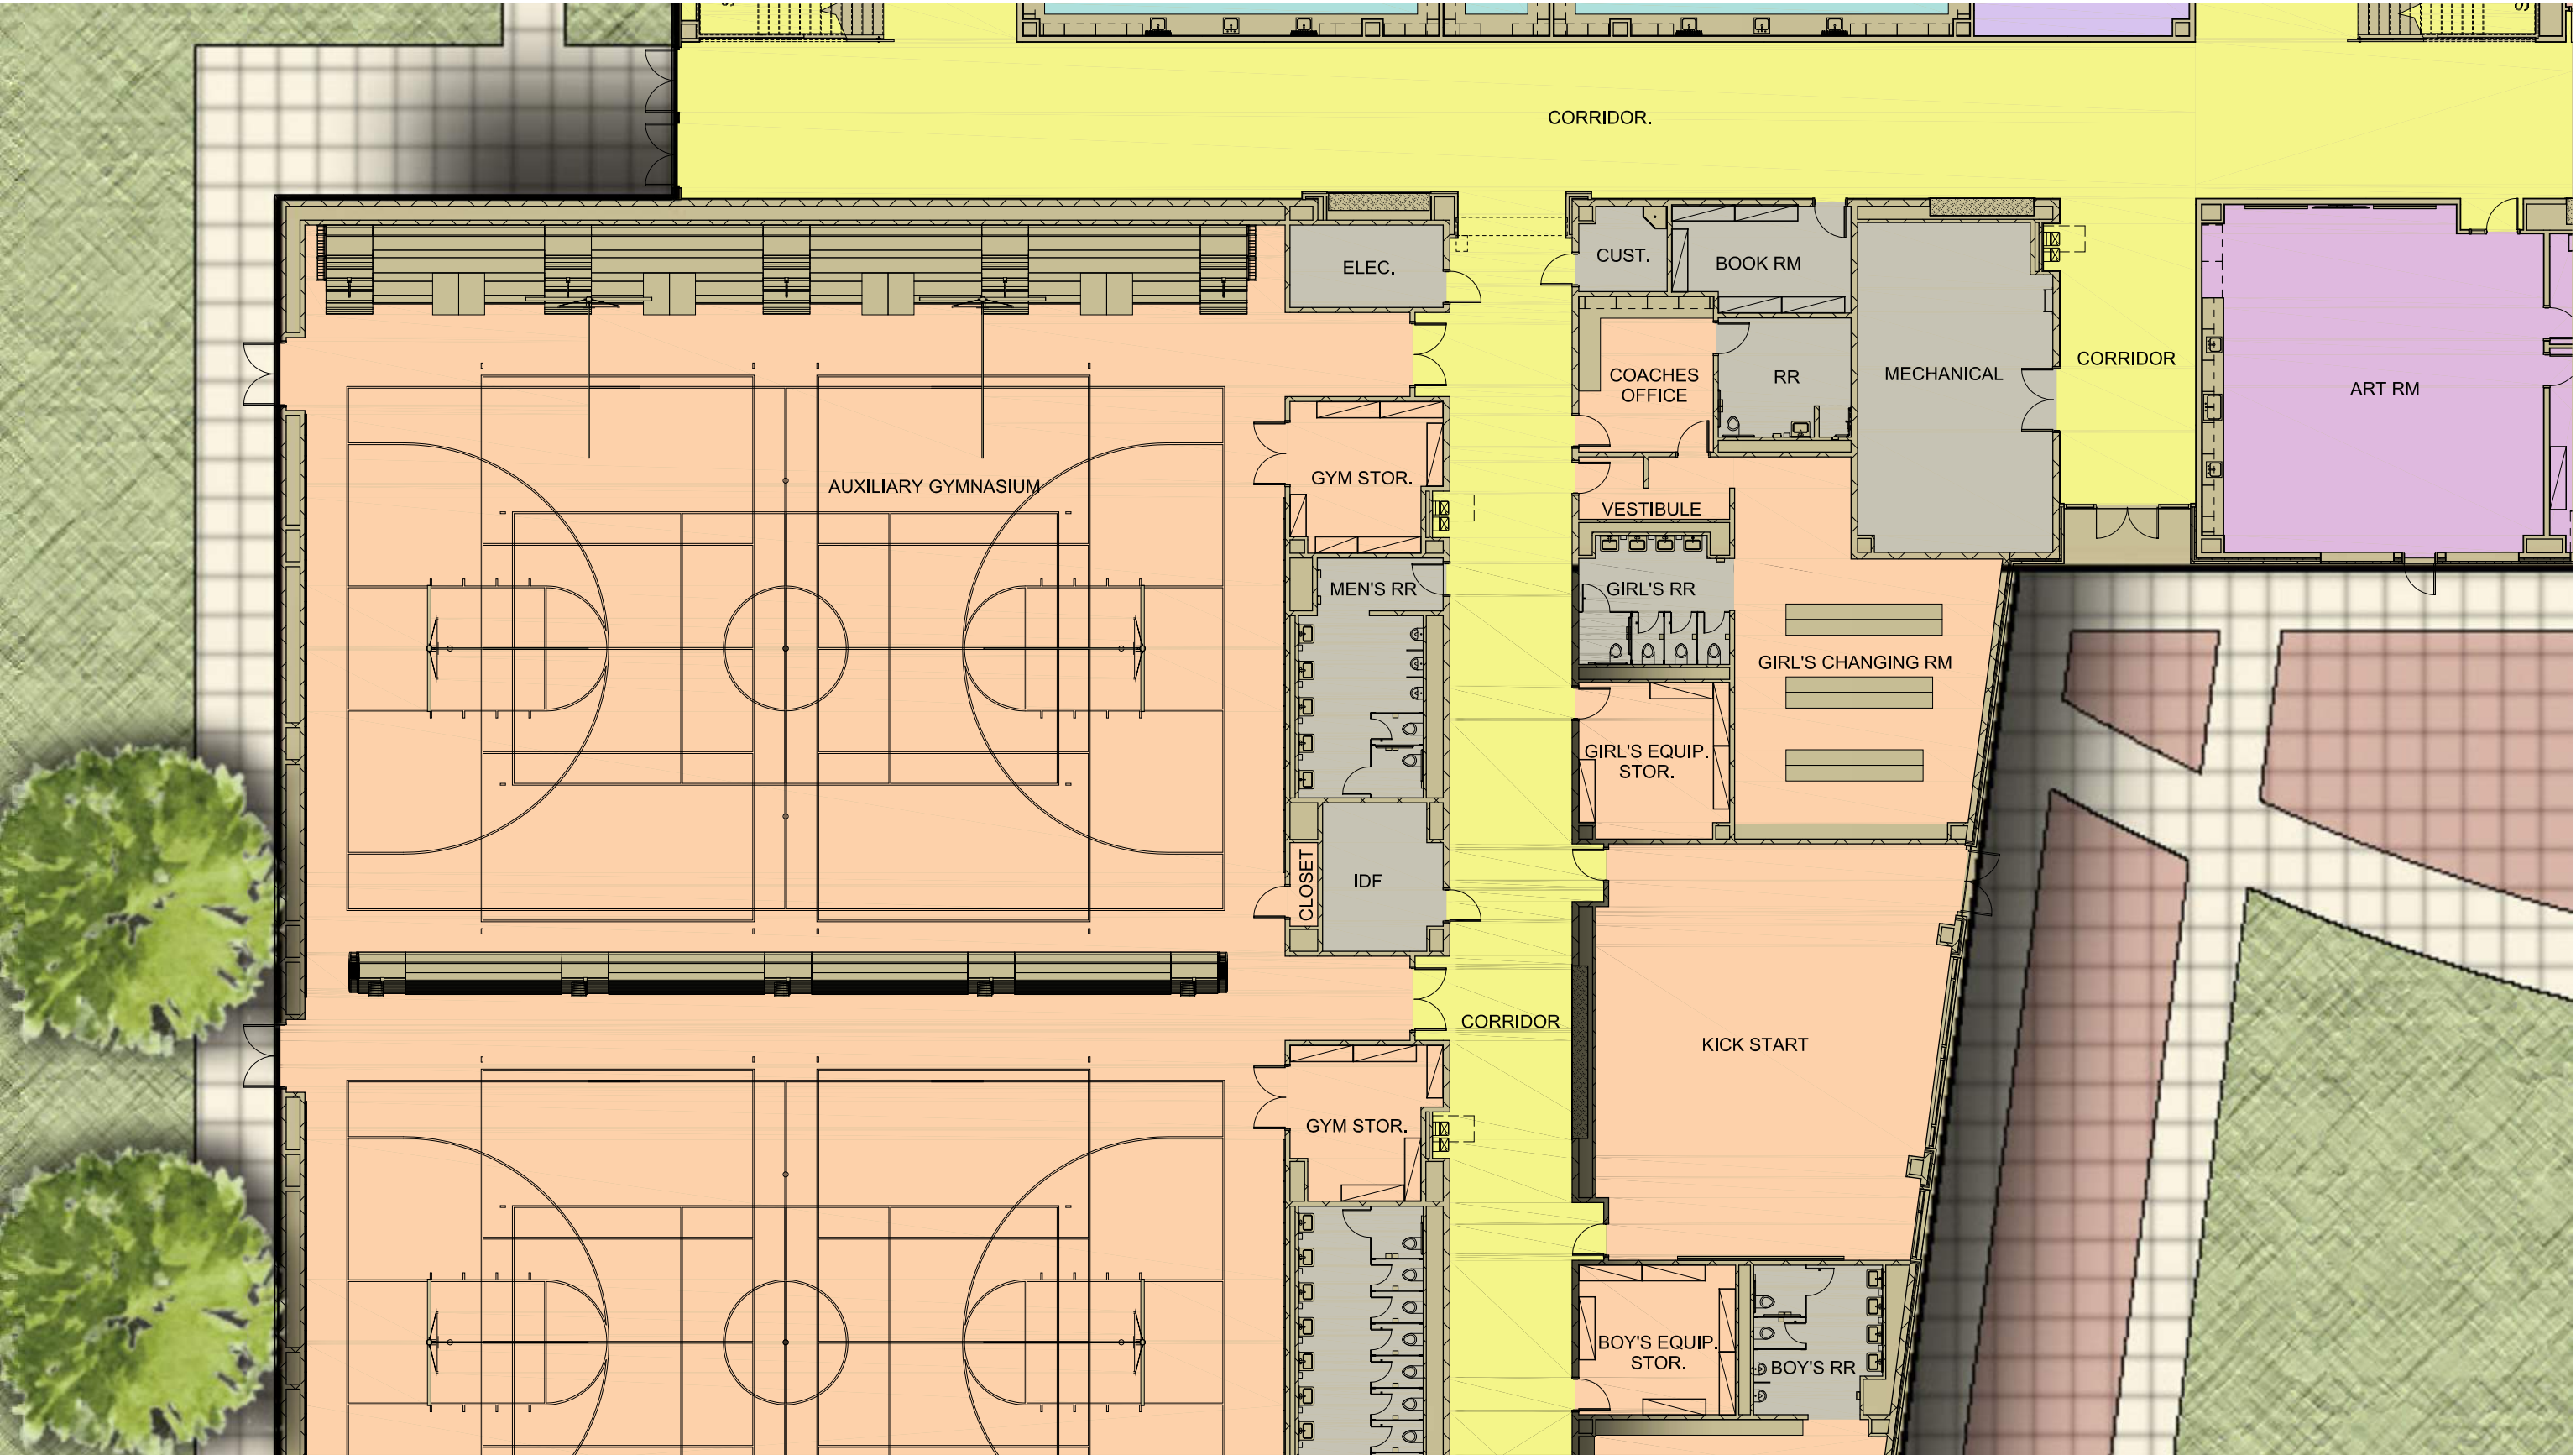 CORRIDOR.
ELEC.
CUST.
BOOK RM
COACHES
OFFICE
RR
MECHANICAL
CORRIDOR
ART RM
AUXILIARY GYMNASIUM
GYM STOR.
VESTIBULE
MEN'S RR
GIRL'S RR
GIRL'S CHANGING RM
GIRL'S EQUIP.
STOR.
CLOSET
IDF
CORRIDOR
KICK START
GYM STOR.
BOY'S EQUIP.
STOR.
BOY'S RR